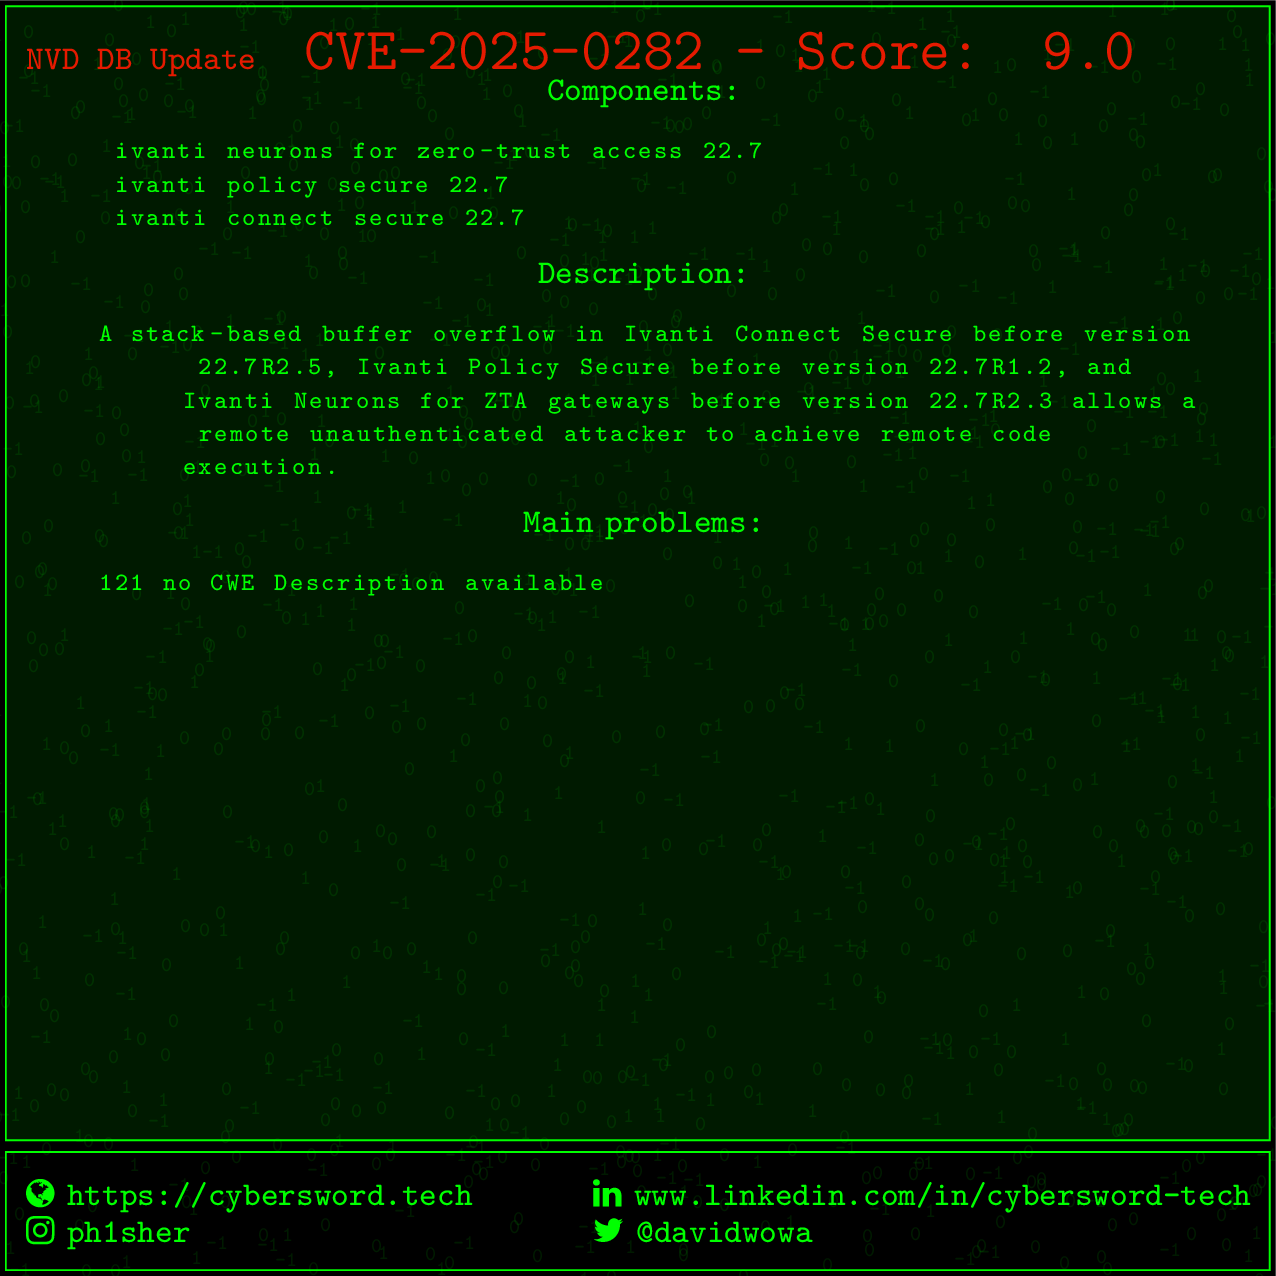 NVD DB Update CVE-2025-0282 - Score: 9.0
Components:
ivanti neurons for zero-trust access 22.7
ivanti policy secure 22.7
ivanti connect secure 22.7
Description:
A stack-based buffer overflow in Ivanti Connect Secure before version
22.7R2.5, Ivanti Policy Secure before version 22.7R1.2, and
Ivanti Neurons for ZTA gateways before version 22.7R2.3 allows a
remote unauthenticated attacker to achieve remote code
execution.
Main problems:
121 no CWE Description available
https://cybersword.tech
www.linkedin.com/in/cybersword-tech
ph1sher
@davidwowa